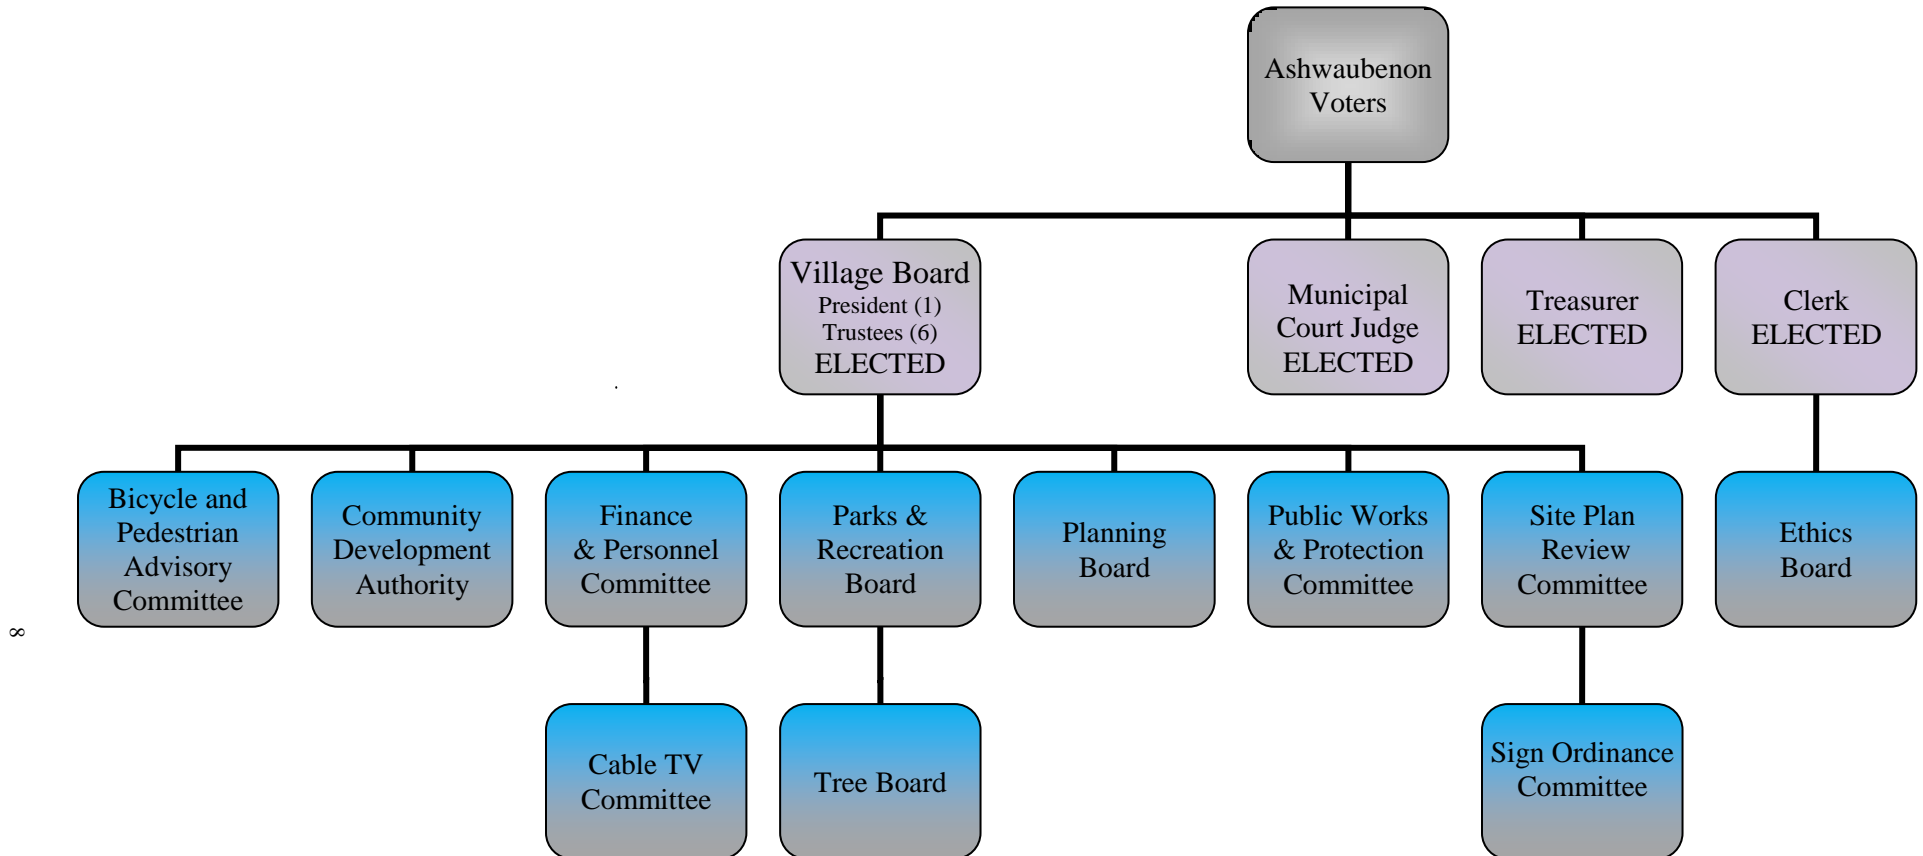 Ashwaubenon
Voters
Village Board
President (1)
Trustees (6)
ELECTED
Municipal
Court Judge
ELECTED
Treasurer
ELECTED
Clerk
ELECTED
Bicycle and
Pedestrian
Advisory
Committee
Community
Development
Authority
Finance
& Personnel
Committee
Parks &
Recreation
Board
Planning
Board
Public Works
& Protection
Committee
Site Plan
Review
Committee
Ethics
Board
8
Cable TV
Committee
Tree Board
Sign Ordinance
Committee